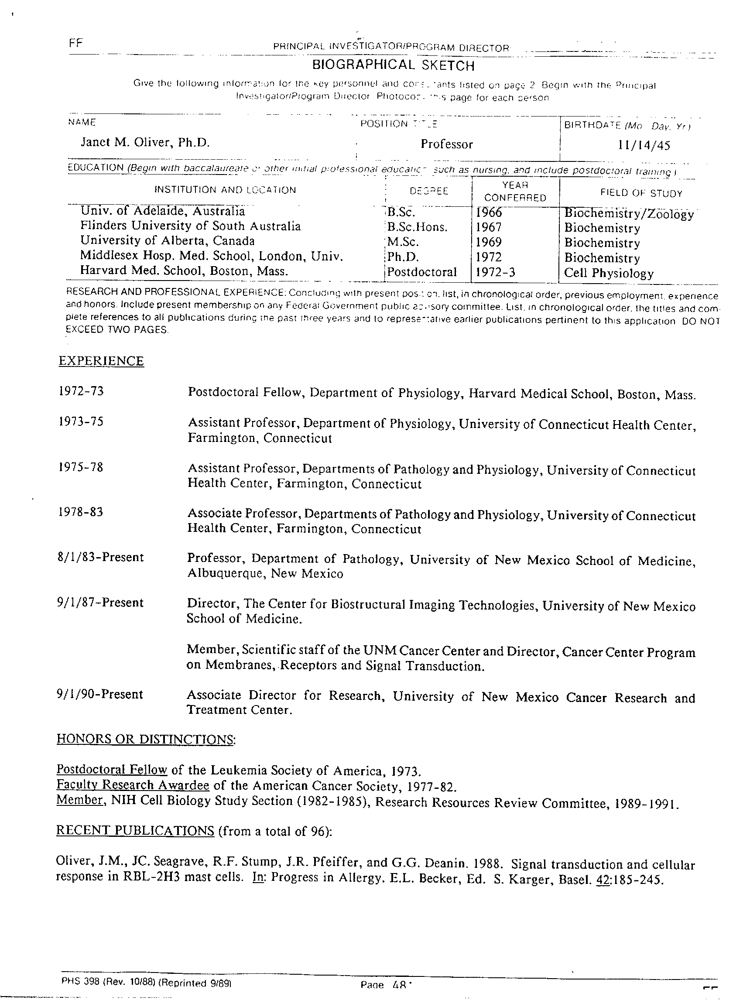 FF
PRINCIPAL INVESTIGATOR/PROGRAM DIRECTOR
BIOGRAPHICAL SKETCH
Give the following information for the key personnel and consultants listed on page 2. Begin with the Principal
Investigator/Program Director. Photocopy this page for each person.
NAME POSITION TITLE BIRTHDATE (Mo., Day, Yr.)
Janet M. Oliver, Ph.D. Professor 11/14/45
EDUCATION (Begin with baccalaureate or other initial professional education, such as nursing, and include postdoctoral training.)
INSTITUTION AND LOCATION DEGREE YEAR CONFERRED FIELD OF STUDY
Univ. of Adelaide, Australia B.Sc. 1966 Biochemistry/Zoology
Flinders University of South Australia B.Sc.Hons. 1967 Biochemistry
University of Alberta, Canada M.Sc. 1969 Biochemistry
Middlesex Hosp. Med. School, London, Univ. Ph.D. 1972 Biochemistry
Harvard Med. School, Boston, Mass. Postdoctoral 1972-3 Cell Physiology
RESEARCH AND PROFESSIONAL EXPERIENCE: Concluding with present position, list, in chronological order, previous employment, experience
and honors. Include present membership on any Federal Government public advisory committee. List, in chronological order, the titles and com-
plete references to all publications during the past three years and to representative earlier publications pertinent to this application. DO NOT
EXCEED TWO PAGES.
EXPERIENCE
1972-73 Postdoctoral Fellow, Department of Physiology, Harvard Medical School, Boston, Mass.
1973-75 Assistant Professor, Department of Physiology, University of Connecticut Health Center,
Farmington, Connecticut
1975-78 Assistant Professor, Departments of Pathology and Physiology, University of Connecticut
Health Center, Farmington, Connecticut
1978-83 Associate Professor, Departments of Pathology and Physiology, University of Connecticut
Health Center, Farmington, Connecticut
8/1/83-Present Professor, Department of Pathology, University of New Mexico School of Medicine,
Albuquerque, New Mexico
9/1/87-Present Director, The Center for Biostructural Imaging Technologies, University of New Mexico
School of Medicine.
Member, Scientific staff of the UNM Cancer Center and Director, Cancer Center Program
on Membranes, Receptors and Signal Transduction.
9/1/90-Present Associate Director for Research, University of New Mexico Cancer Research and
Treatment Center.
HONORS OR DISTINCTIONS:
Postdoctoral Fellow of the Leukemia Society of America, 1973.
Faculty Research Awardee of the American Cancer Society, 1977-82.
Member, NIH Cell Biology Study Section (1982-1985), Research Resources Review Committee, 1989-1991.
RECENT PUBLICATIONS (from a total of 96):
Oliver, J.M., JC. Seagrave, R.F. Stump, J.R. Pfeiffer, and G.G. Deanin. 1988. Signal transduction and cellular
response in RBL-2H3 mast cells. In: Progress in Allergy. E.L. Becker, Ed. S. Karger, Basel. 42:185-245.
PHS 398 (Rev. 10/88) (Reprinted 9/89) Page 48